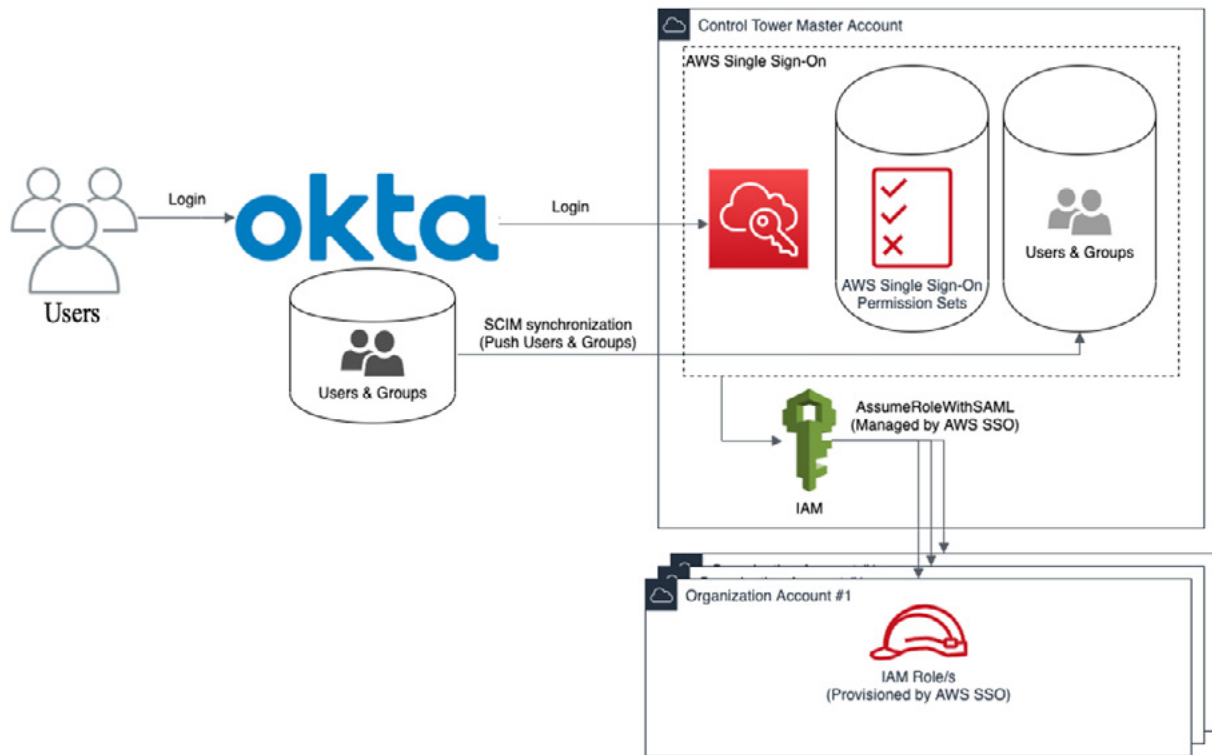 Control Tower Master Account
AWS Single Sign-On
Login
okta
Login
Users
Users & Groups
SCIM synchronization
(Push Users & Groups)
AWS Single Sign-On
Permission Sets
Users & Groups
AssumeRoleWithSAML
(Managed by AWS SSO)
IAM
Organization Account #1
IAM Role/s
(Provisioned by AWS SSO)